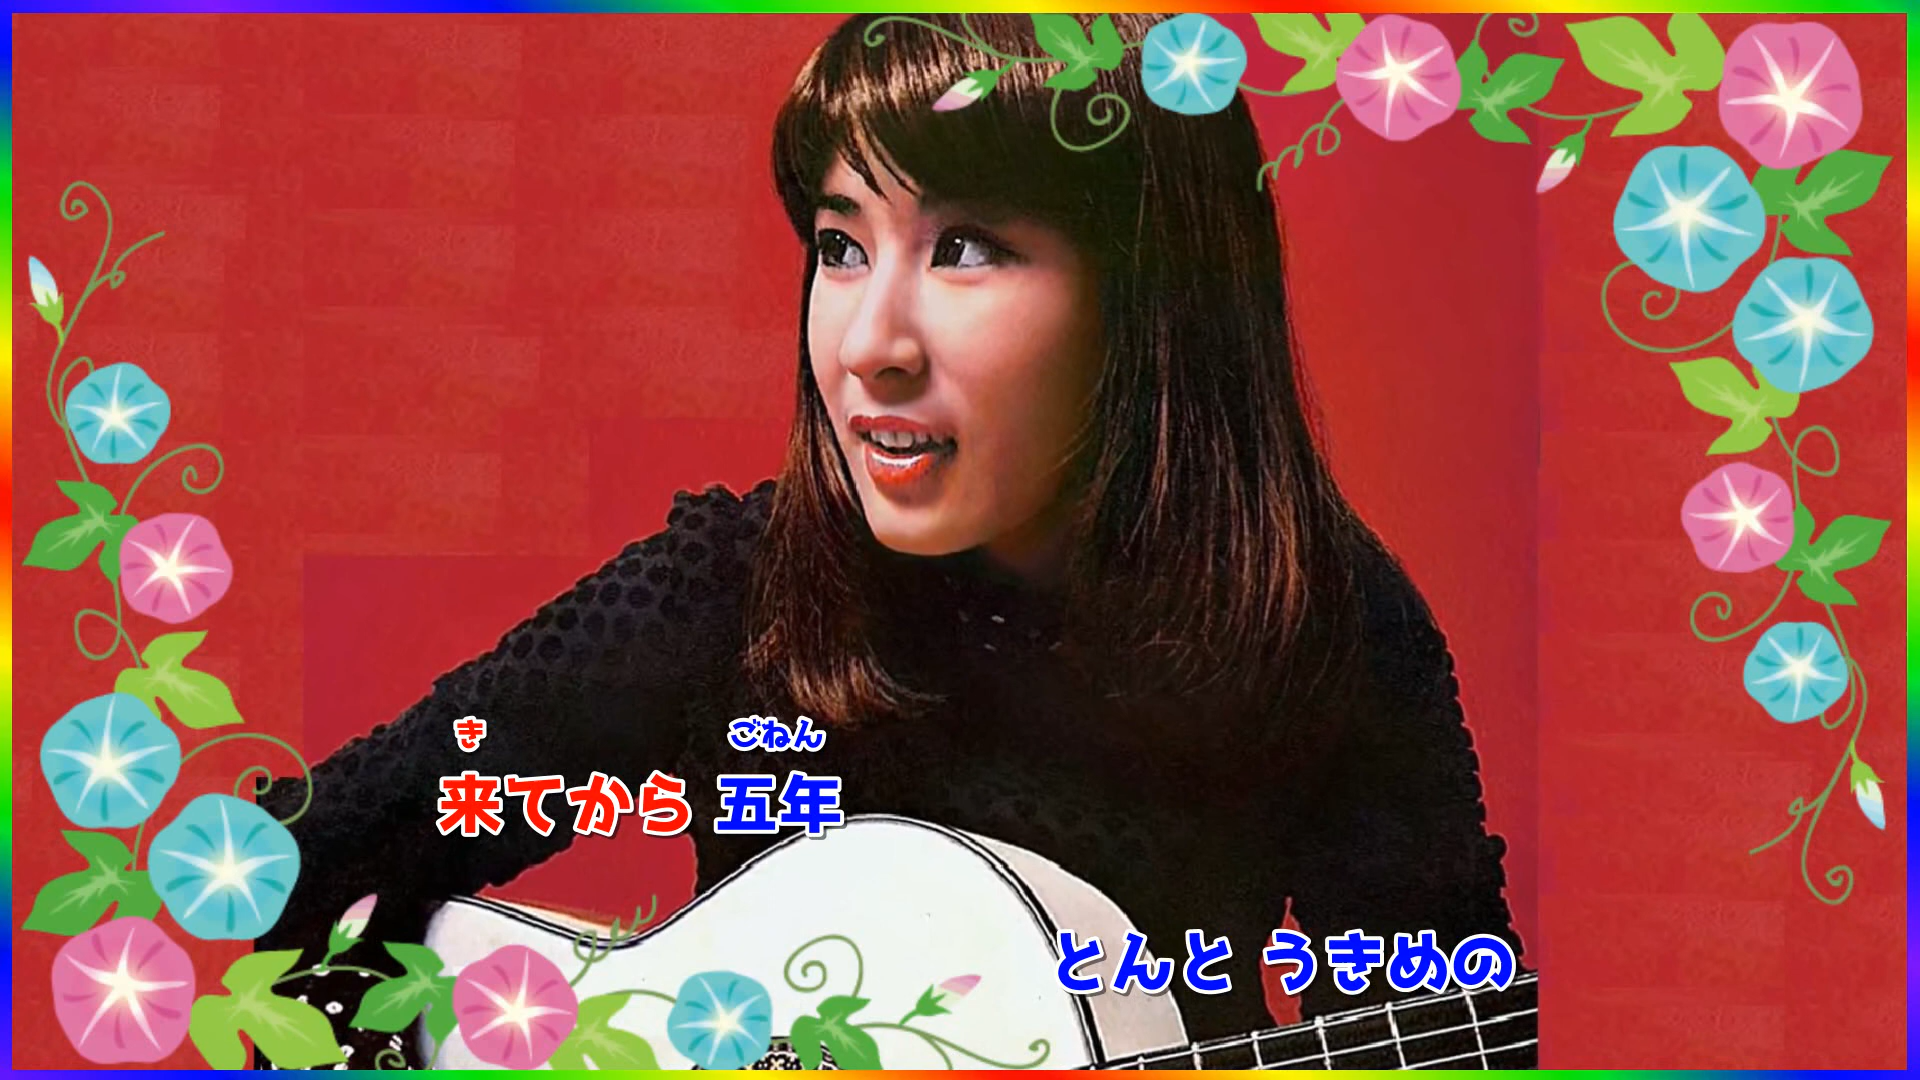 き ごねん
来てから 五年
とんと うきめの